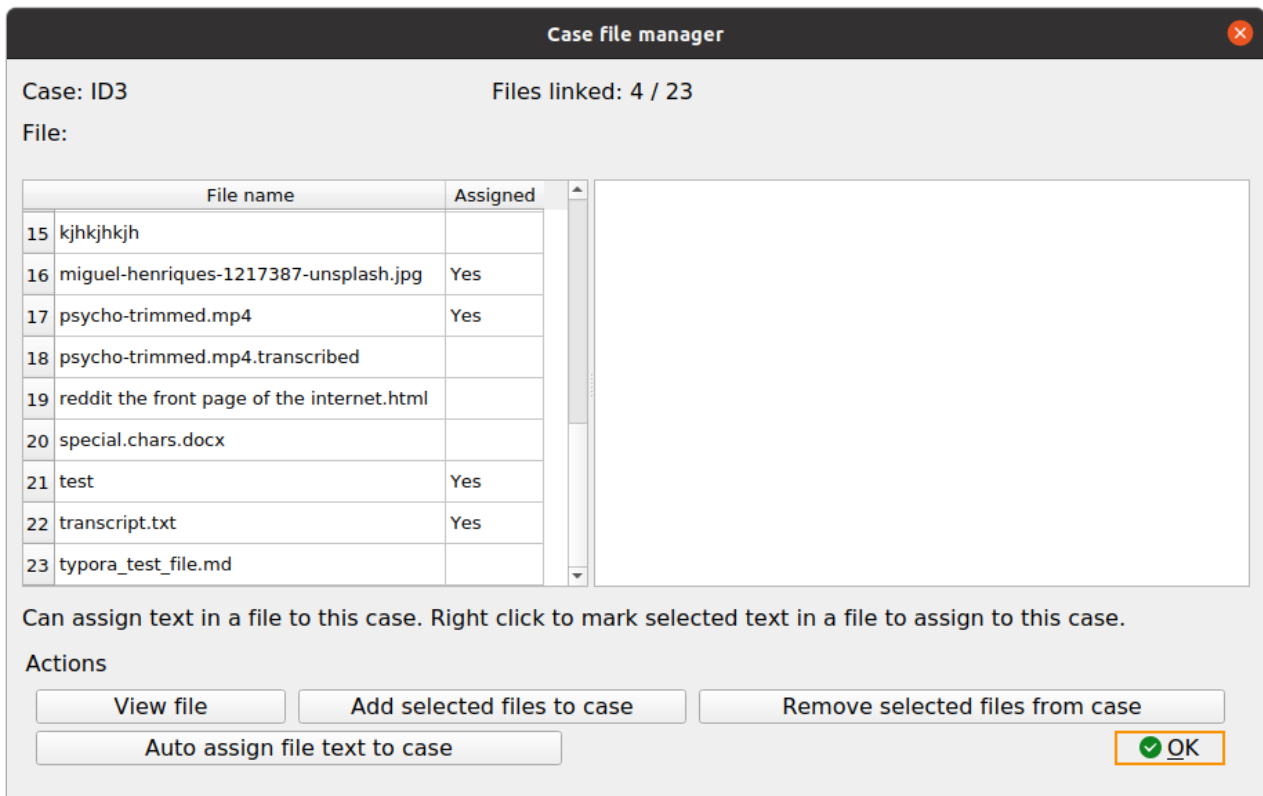 Case file manager
Case: ID3 Files linked: 4 / 23
File:
File name Assigned
15 kjhkjhkjh
16 miguel-henriques-1217387-unsplash.jpg Yes
17 psycho-trimmed.mp4 Yes
18 psycho-trimmed.mp4.transcribed
19 reddit the front page of the internet.html
20 special.chars.docx
21 test Yes
22 transcript.txt Yes
23 typora_test_file.md
Can assign text in a file to this case. Right click to mark selected text in a file to assign to this case.
Actions
View file Add selected files to case Remove selected files from case
Auto assign file text to case OK